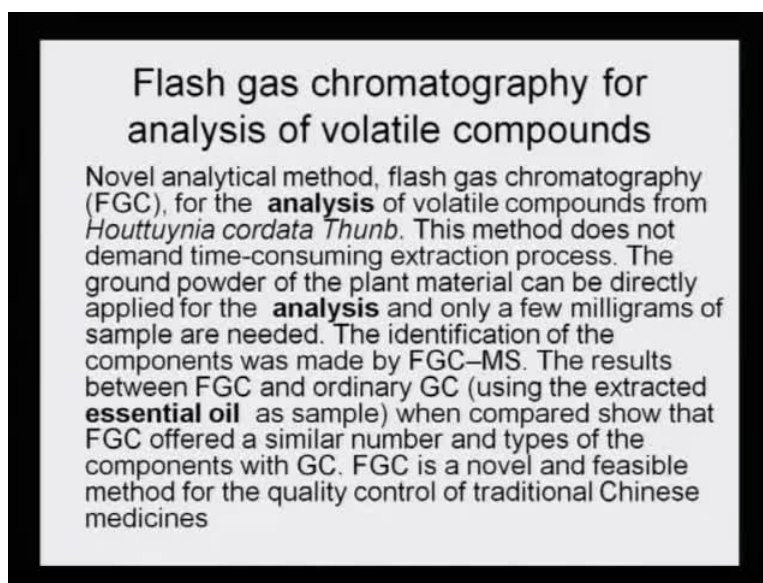 Flash gas chromatography for
analysis of volatile compounds
Novel analytical method, flash gas chromatography
(FGC), for the analysis of volatile compounds from
Houttuynia cordata Thunb. This method does not
demand time-consuming extraction process. The
ground powder of the plant material can be directly
applied for the analysis and only a few milligrams of
sample are needed. The identification of the
components was made by FGC–MS. The results
between FGC and ordinary GC (using the extracted
essential oil as sample) when compared show that
FGC offered a similar number and types of the
components with GC. FGC is a novel and feasible
method for the quality control of traditional Chinese
medicines